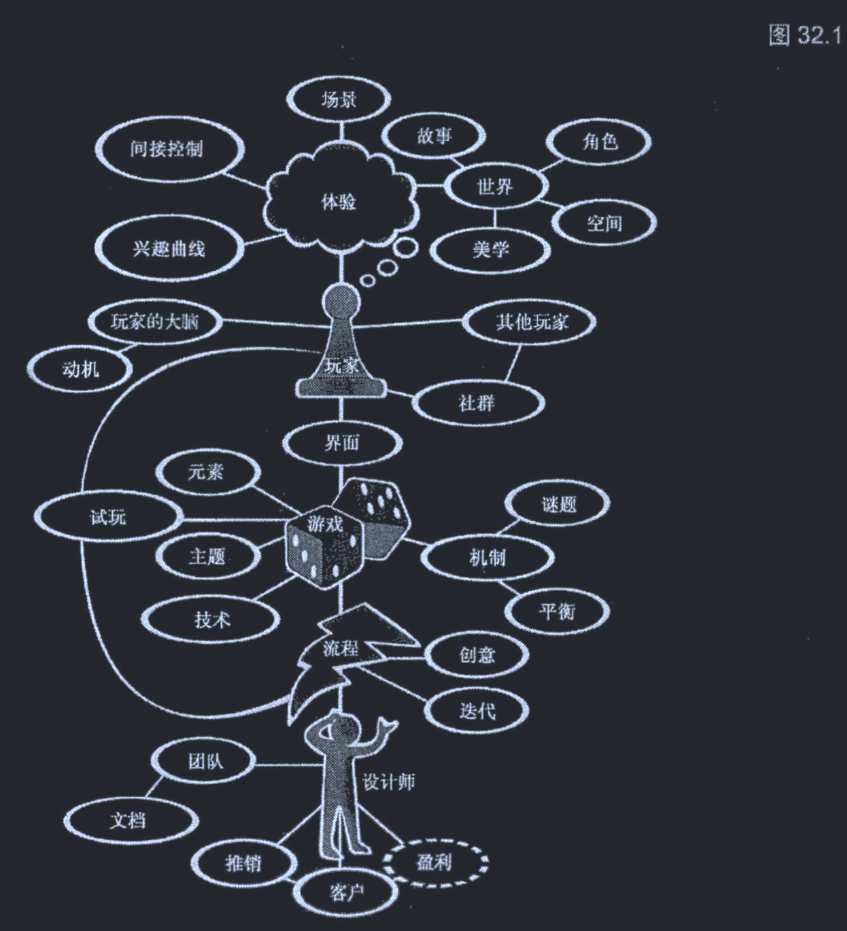 图 32.1
场景
故事
角色
间接控制
世界
体验
空间
兴趣曲线
美学
玩家的大脑
其他玩家
动机
玩家
社群
界面
元素
谜题
试玩
游戏
主题
机制
技术
平衡
流程
创意
迭代
团队
设计师
文档
推销
盈利
客户